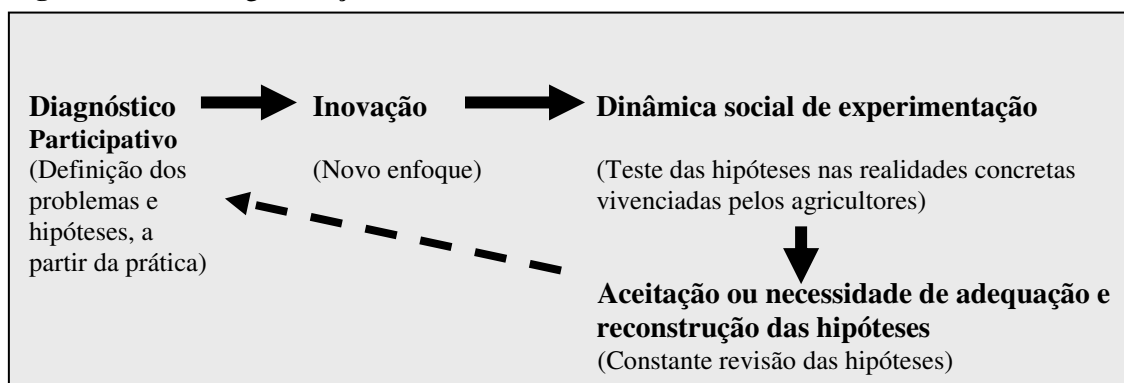 Diagnóstico
Participativo
(Definição dos
problemas e
hipóteses, a
partir da prática)
Inovação
(Novo enfoque)
Dinâmica social de experimentação
(Teste das hipóteses nas realidades concretas
vivenciadas pelos agricultores)
Aceitação ou necessidade de adequação e
reconstrução das hipóteses
(Constante revisão das hipóteses)